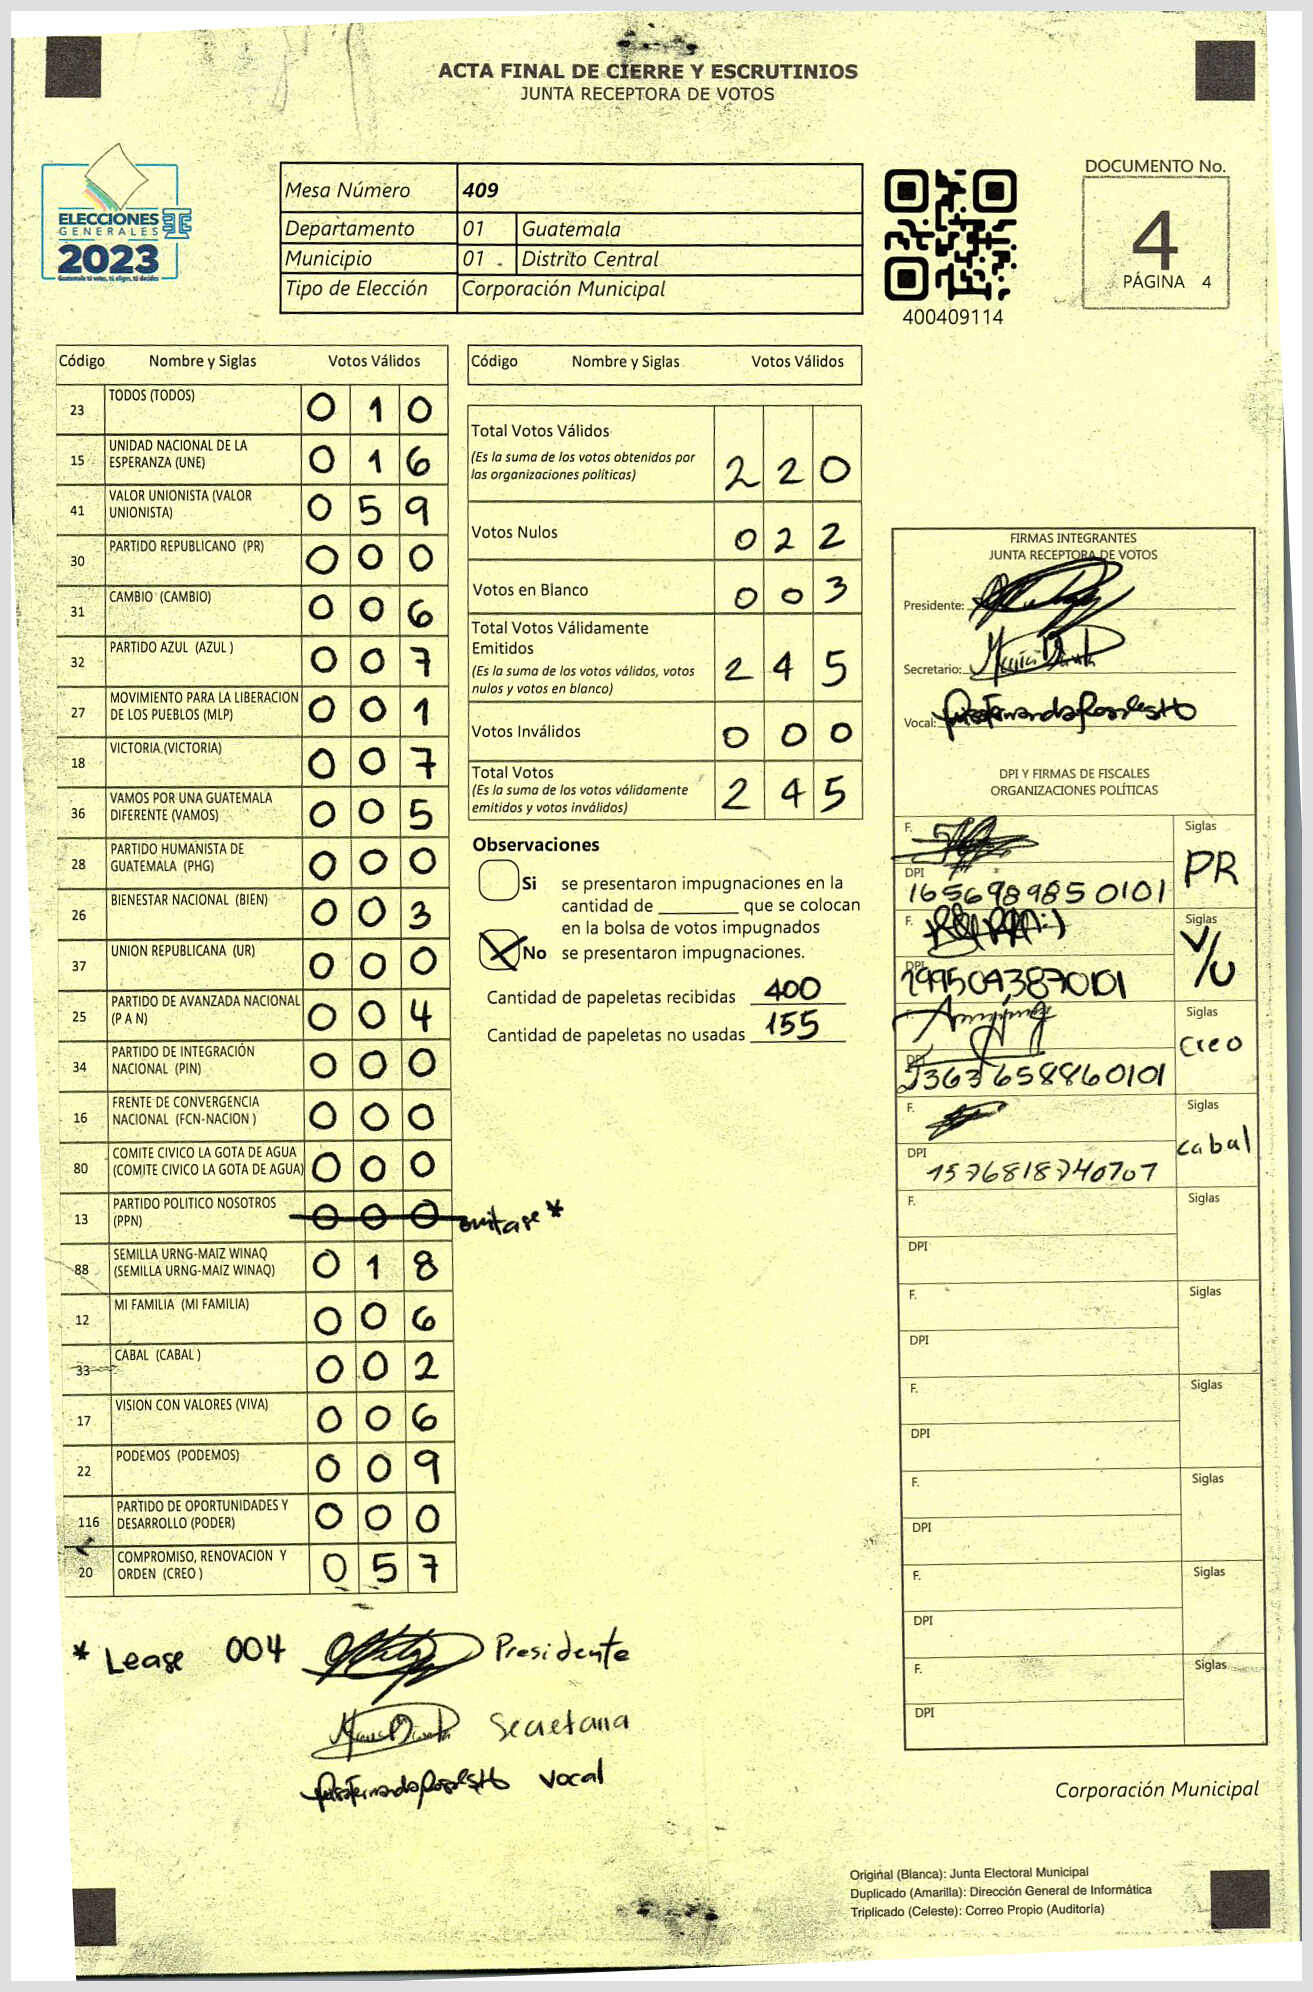 ACTA FINAL DE CIERRE Y ESCRUTINIOS
JUNTA RECEPTORA DE VOTOS
ELECCIONES
GENERALES
2023
Guatemala tú votas, tú eliges, tú decides
Mesa Número 409
Departamento 01 Guatemala
Municipio 01 Distrito Central
Tipo de Elección Corporación Municipal
400409114
DOCUMENTO No.
4
PÁGINA 4
Código Nombre y Siglas Votos Válidos
23 TODOS (TODOS) 0 1 0
15 UNIDAD NACIONAL DE LA
ESPERANZA (UNE) 0 1 6
41 VALOR UNIONISTA (VALOR
UNIONISTA) 0 5 9
30 PARTIDO REPUBLICANO (PR) 0 0 0
31 CAMBIO (CAMBIO) 0 0 6
32 PARTIDO AZUL (AZUL ) 0 0 7
27 MOVIMIENTO PARA LA LIBERACION
DE LOS PUEBLOS (MLP) 0 0 1
18 VICTORIA (VICTORIA) 0 0 7
36 VAMOS POR UNA GUATEMALA
DIFERENTE (VAMOS) 0 0 5
28 PARTIDO HUMANISTA DE
GUATEMALA (PHG) 0 0 0
26 BIENESTAR NACIONAL (BIEN) 0 0 3
37 UNION REPUBLICANA (UR) 0 0 0
25 PARTIDO DE AVANZADA NACIONAL
(P A N) 0 0 4
34 PARTIDO DE INTEGRACIÓN
NACIONAL (PIN) 0 0 0
16 FRENTE DE CONVERGENCIA
NACIONAL (FCN-NACION ) 0 0 0
80 COMITE CIVICO LA GOTA DE AGUA
(COMITE CIVICO LA GOTA DE AGUA) 0 0 0
13 PARTIDO POLITICO NOSOTROS
(PPN) 0 0 0 omitase *
88 SEMILLA URNG-MAIZ WINAQ
(SEMILLA URNG-MAIZ WINAQ) 0 1 8
12 MI FAMILIA (MI FAMILIA) 0 0 6
33 CABAL (CABAL ) 0 0 2
17 VISION CON VALORES (VIVA) 0 0 6
22 PODEMOS (PODEMOS) 0 0 9
116 PARTIDO DE OPORTUNIDADES Y
DESARROLLO (PODER) 0 0 0
20 COMPROMISO, RENOVACION Y
ORDEN (CREO ) 0 5 7
Código Nombre y Siglas Votos Válidos
Total Votos Válidos
(Es la suma de los votos obtenidos por
las organizaciones políticas) 2 2 0
Votos Nulos 0 2 2
Votos en Blanco 0 0 3
Total Votos Válidamente
Emitidos
(Es la suma de los votos válidos, votos
nulos y votos en blanco) 2 4 5
Votos Inválidos 0 0 0
Total Votos
(Es la suma de los votos válidamente
emitidos y votos inválidos) 2 4 5
Observaciones
Si se presentaron impugnaciones en la
cantidad de ________ que se colocan
en la bolsa de votos impugnados
No se presentaron impugnaciones.
Cantidad de papeletas recibidas 400
Cantidad de papeletas no usadas 155
FIRMAS INTEGRANTES
JUNTA RECEPTORA DE VOTOS
Presidente:
Secretario:
Vocal:
DPI Y FIRMAS DE FISCALES
ORGANIZACIONES POLÍTICAS
F. Siglas
DPI 1656989850101 PR
F. Siglas
DPI 2995043870101 V/U
F. Siglas
DPI 2363658860101 Creo
F. Siglas
DPI 1576818740707 cabal
F. Siglas
DPI
F. Siglas
DPI
F. Siglas
DPI
F. Siglas
DPI
F. Siglas
DPI
F. Siglas
DPI
* Lease 004 Presidente
Secretaria
Vocal
Corporación Municipal
Original (Blanca): Junta Electoral Municipal
Duplicado (Amarilla): Dirección General de Informática
Triplicado (Celeste): Correo Propio (Auditoría)